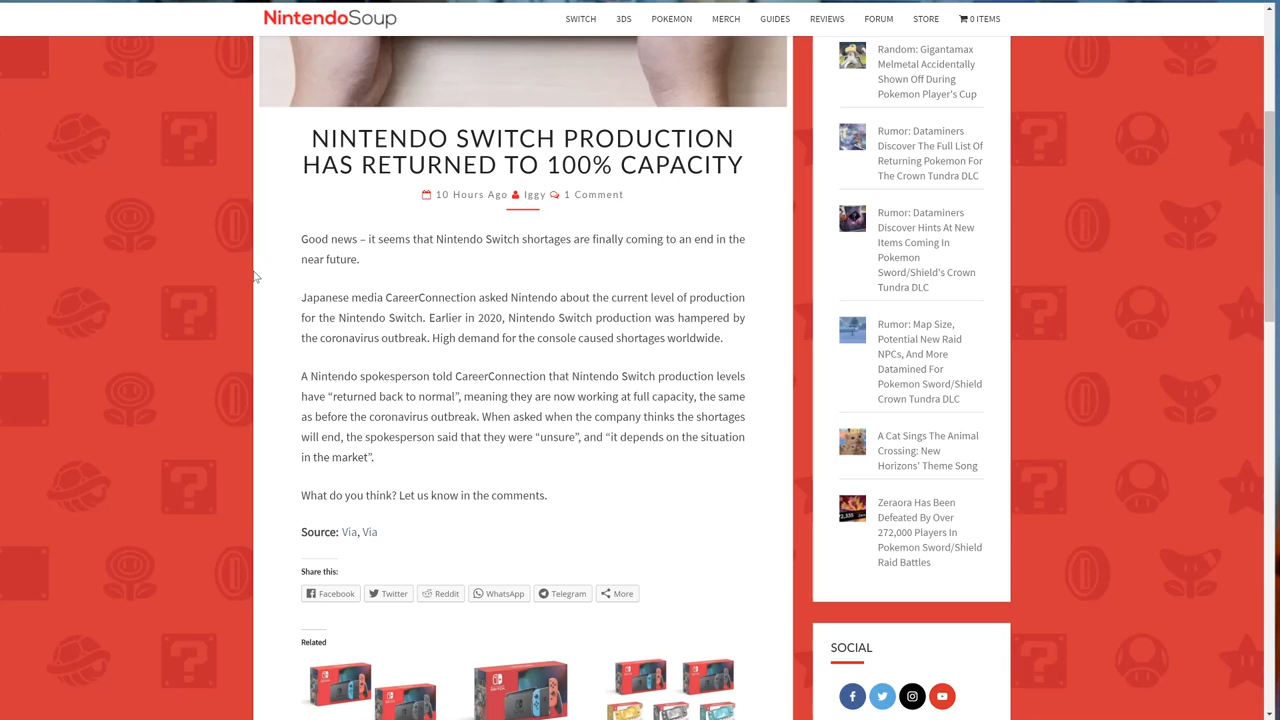 NintendoSoup
SWITCH 3DS POKEMON MERCH GUIDES REVIEWS FORUM STORE 0 ITEMS
NINTENDO SWITCH PRODUCTION
HAS RETURNED TO 100% CAPACITY
10 Hours Ago Iggy 1 Comment
Good news – it seems that Nintendo Switch shortages are finally coming to an end in the
near future.
Japanese media CareerConnection asked Nintendo about the current level of production
for the Nintendo Switch. Earlier in 2020, Nintendo Switch production was hampered by
the coronavirus outbreak. High demand for the console caused shortages worldwide.
A Nintendo spokesperson told CareerConnection that Nintendo Switch production levels
have “returned back to normal”, meaning they are now working at full capacity, the same
as before the coronavirus outbreak. When asked when the company thinks the shortages
will end, the spokesperson said that they were “unsure”, and “it depends on the situation
in the market”.
What do you think? Let us know in the comments.
Source: Via, Via
Share this:
Facebook Twitter Reddit WhatsApp Telegram More
Related
Random: Gigantamax
Melmetal Accidentally
Shown Off During
Pokemon Player's Cup
Rumor: Dataminers
Discover The Full List Of
Returning Pokemon For
The Crown Tundra DLC
Rumor: Dataminers
Discover Hints At New
Items Coming In
Pokemon
Sword/Shield's Crown
Tundra DLC
Rumor: Map Size,
Potential New Raid
NPCs, And More
Datamined For
Pokemon Sword/Shield
Crown Tundra DLC
A Cat Sings The Animal
Crossing: New
Horizons' Theme Song
Zeraora Has Been
Defeated By Over
272,000 Players In
Pokemon Sword/Shield
Raid Battles
SOCIAL